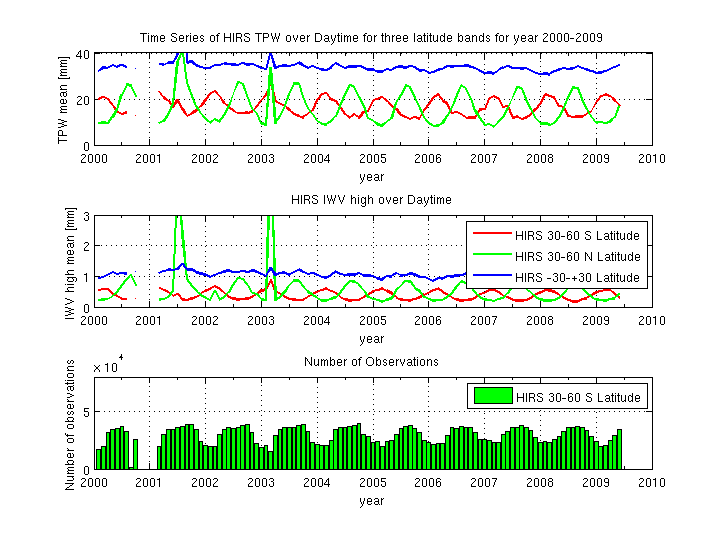 Time Series of HIRS TPW over Daytime for three latitude bands for year 2000-2009
TPW mean [mm]
40
20
0
2000 2001 2002 2003 2004 2005 2006 2007 2008 2009 2010
year
HIRS IWV high over Daytime
IWV high mean [mm]
3
2
1
0
HIRS 30-60 S Latitude
HIRS 30-60 N Latitude
HIRS -30-+30 Latitude
2000 2001 2002 2003 2004 2005 2006 2007 2008 2009 2010
year
Number of Observations
× 10⁴
Number of observations
5
0
HIRS 30-60 S Latitude
2000 2001 2002 2003 2004 2005 2006 2007 2008 2009 2010
year